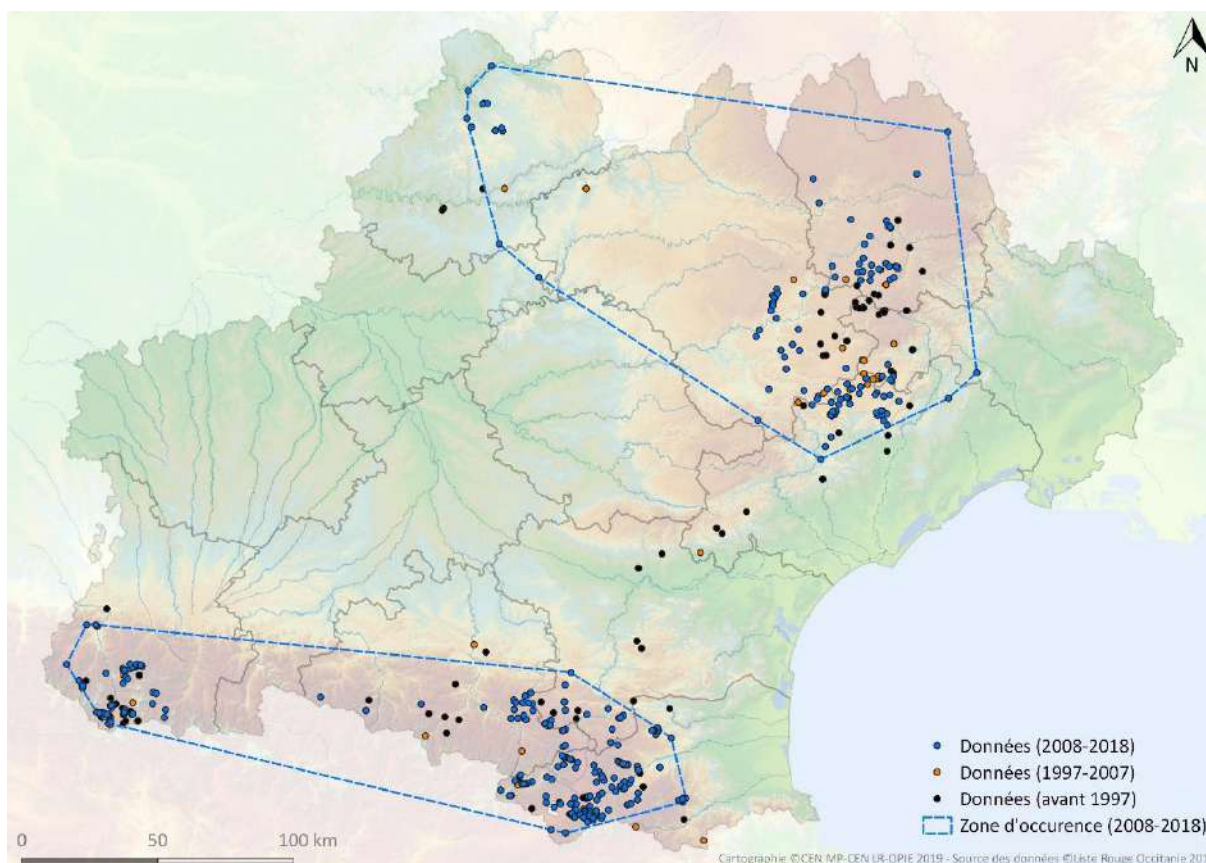 N
Données (2008-2018)
Données (1997-2007)
Données (avant 1997)
Zone d'occurence (2008-2018)
0 50 100 km
Cartographie ©CEN MP-CEN LR-OPIE 2019 - Source des données ©Liste Rouge Occitanie